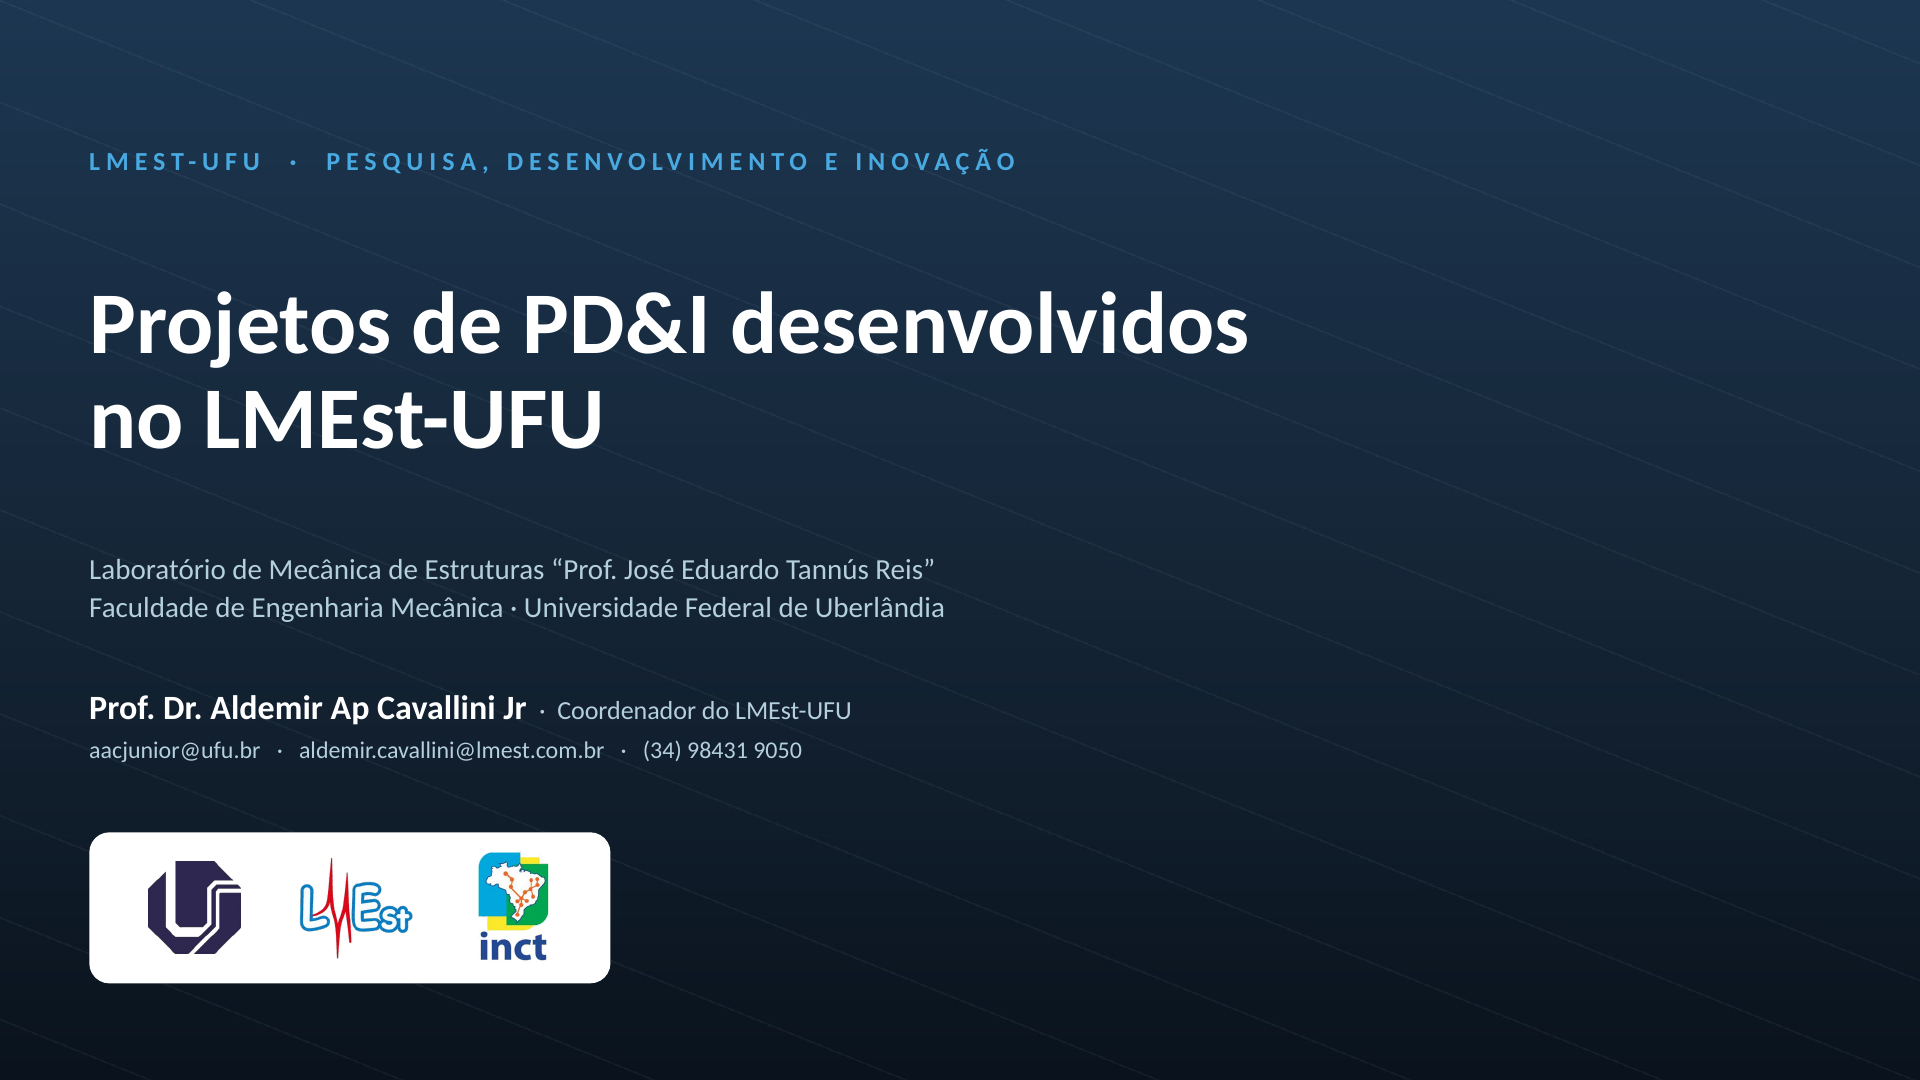 LMEST-UFU · PESQUISA, DESENVOLVIMENTO E INOVAÇÃO
Projetos de PD&I desenvolvidos
no LMEst-UFU
Laboratório de Mecânica de Estruturas “Prof. José Eduardo Tannús Reis”
Faculdade de Engenharia Mecânica · Universidade Federal de Uberlândia
Prof. Dr. Aldemir Ap Cavallini Jr · Coordenador do LMEst-UFU
aacjunior@ufu.br · aldemir.cavallini@lmest.com.br · (34) 98431 9050
LMEst
inct